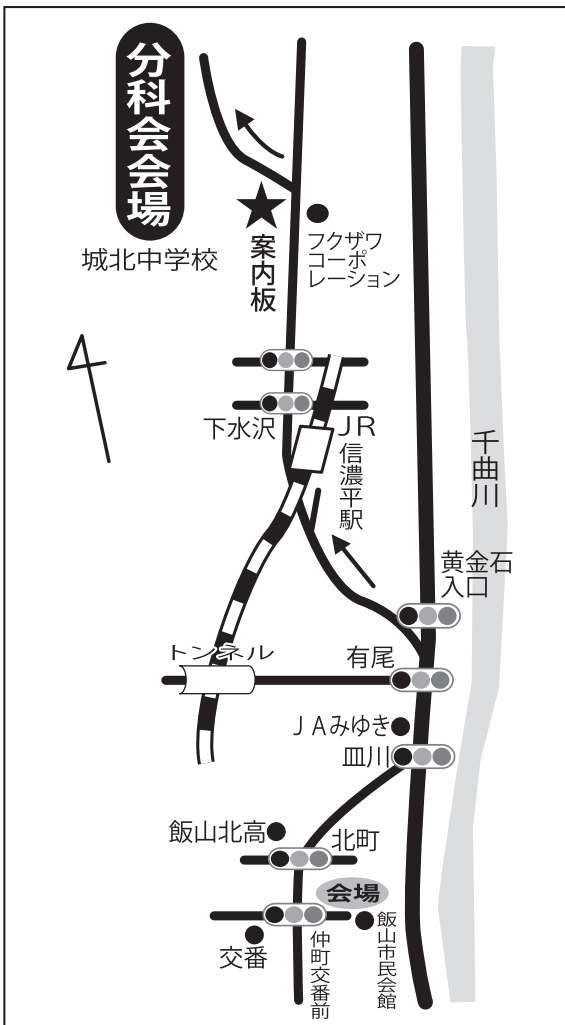 分科会会場
城北中学校
案内板
フクザワ
コーポ
レーション
下水沢
JR
信濃平駅
千曲川
黄金石
入口
トンネル
有尾
JAみゆき
皿川
飯山北高
北町
会場
交番
仲町交番前
飯山市民会館